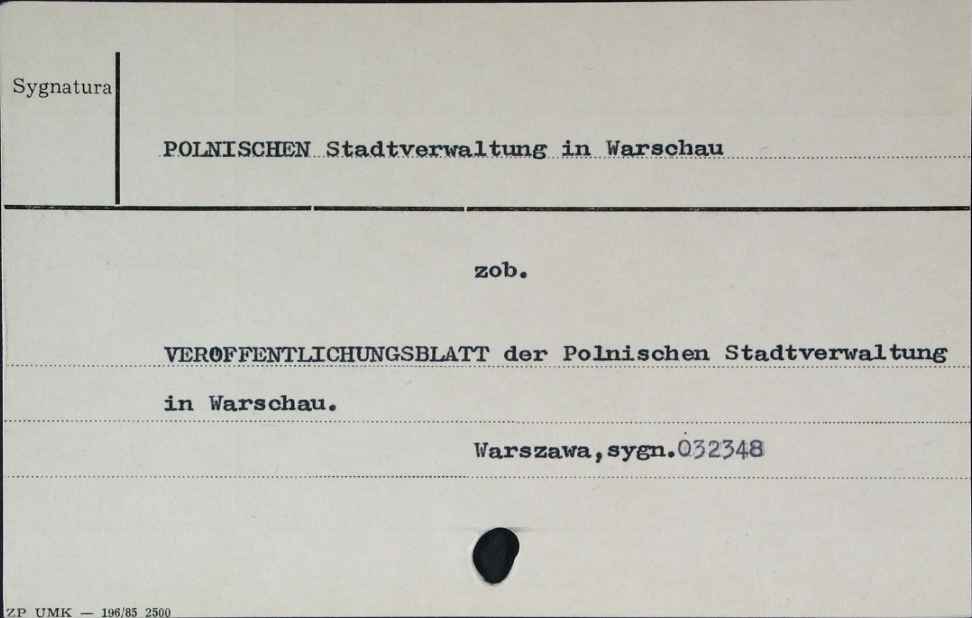 Sygnatura
POLNISCHEN Stadtverwaltung in Warschau
zob.
VEROFFENTLICHUNGSBLATT der Polnischen Stadtverwaltung
in Warschau.
Warszawa,sygn.032348
ZP UMK — 196/85 2500